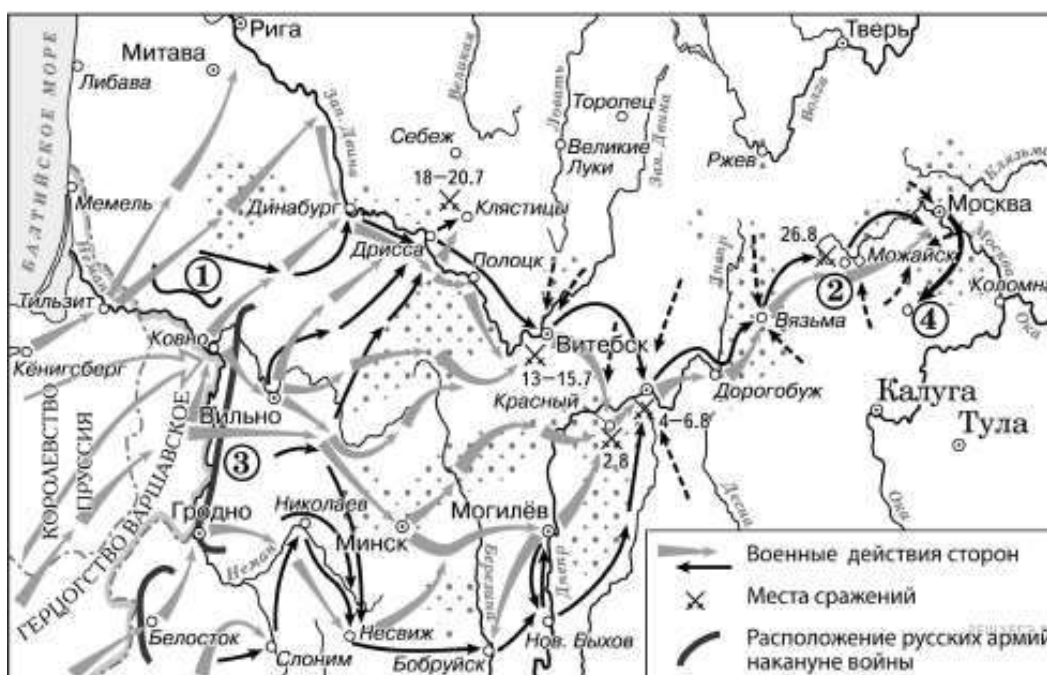 Рига
Тверь
Митава
Либава
БАЛТИЙСКОЕ МОРЕ
Зап. Двина
Великая
Ловать
Торопец
Зап. Двина
Волга
Себеж
Великие
Луки
Ржев
Клязьма
18–20.7
Мемель
Неман
Динабург
Клястицы
Москва
Дрисса
26.8
Днепр
Полоцк
Можайск
Москва
1
2
4
Коломна
Тильзит
Ока
Вязьма
Ковно
Витебск
Кёнигсберг
13–15.7
Дорогобуж
Красный
Калуга
Вильно
4–6.8
Тула
КОРОЛЕВСТВО
ПРУССИЯ
ГЕРЦОГСТВО ВАРШАВСКОЕ
3
2.8
Десна
Ока
Николаев
Могилёв
Гродно
Минск
Неман
Березина
Днепр
Белосток
Несвиж
Слоним
Бобруйск
Нов. Быхов
Военные действия сторон
Места сражений
Расположение русских армий
накануне войны